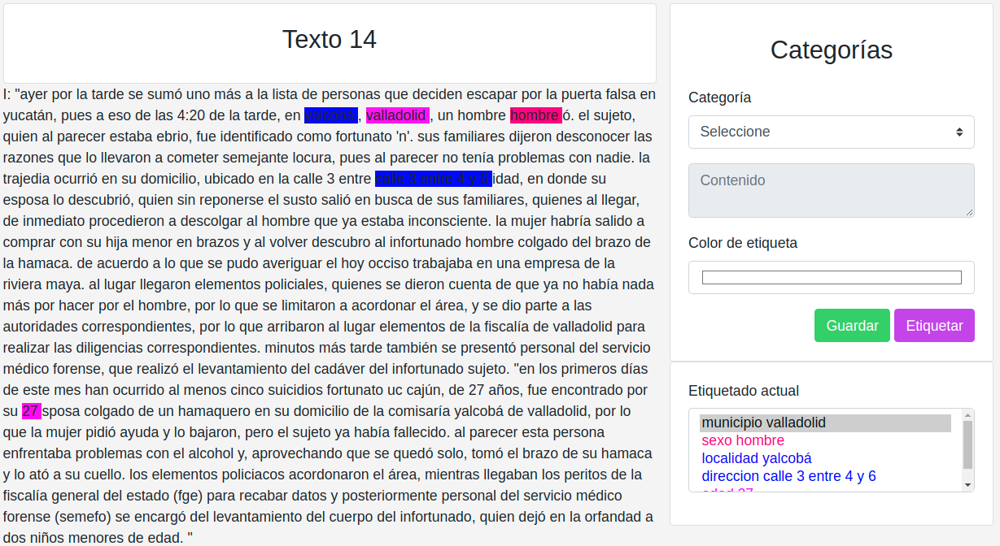 Texto 14
I: "ayer por la tarde se sumó uno más a la lista de personas que deciden escapar por la puerta falsa en
yucatán, pues a eso de las 4:20 de la tarde, en yalcoba , valladolid , un hombre hombre ó. el sujeto,
quien al parecer estaba ebrio, fue identificado como fortunato 'n'. sus familiares dijeron desconocer las
razones que lo llevaron a cometer semejante locura, pues al parecer no tenía problemas con nadie. la
trajedia ocurrió en su domicilio, ubicado en la calle 3 entre calle 3 entre 4 y 6 idad, en donde su
esposa lo descubrió, quien sin reponerse el susto salió en busca de sus familiares, quienes al llegar,
de inmediato procedieron a descolgar al hombre que ya estaba inconsciente. la mujer habría salido a
comprar con su hija menor en brazos y al volver descubro al infortunado hombre colgado del brazo de
la hamaca. de acuerdo a lo que se pudo averiguar el hoy occiso trabajaba en una empresa de la
riviera maya. al lugar llegaron elementos policiales, quienes se dieron cuenta de que ya no había nada
más por hacer por el hombre, por lo que se limitaron a acordonar el área, y se dio parte a las
autoridades correspondientes, por lo que arribaron al lugar elementos de la fiscalía de valladolid para
realizar las diligencias correspondientes. minutos más tarde también se presentó personal del servicio
médico forense, que realizó el levantamiento del cadáver del infortunado sujeto. "en los primeros días
de este mes han ocurrido al menos cinco suicidios fortunato uc cajún, de 27 años, fue encontrado por
su 27 sposa colgado de un hamaquero en su domicilio de la comisaría yalcobá de valladolid, por lo
que la mujer pidió ayuda y lo bajaron, pero el sujeto ya había fallecido. al parecer esta persona
enfrentaba problemas con el alcohol y, aprovechando que se quedó solo, tomó el brazo de su hamaca
y lo ató a su cuello. los elementos policiacos acordonaron el área, mientras llegaban los peritos de la
fiscalía general del estado (fge) para recabar datos y posteriormente personal del servicio médico
forense (semefo) se encargó del levantamiento del cuerpo del infortunado, quien dejó en la orfandad a
dos niños menores de edad. "
Categorías
Categoría
Seleccione
Contenido
Color de etiqueta
Guardar Etiquetar
Etiquetado actual
municipio valladolid
sexo hombre
localidad yalcobá
direccion calle 3 entre 4 y 6
edad 27